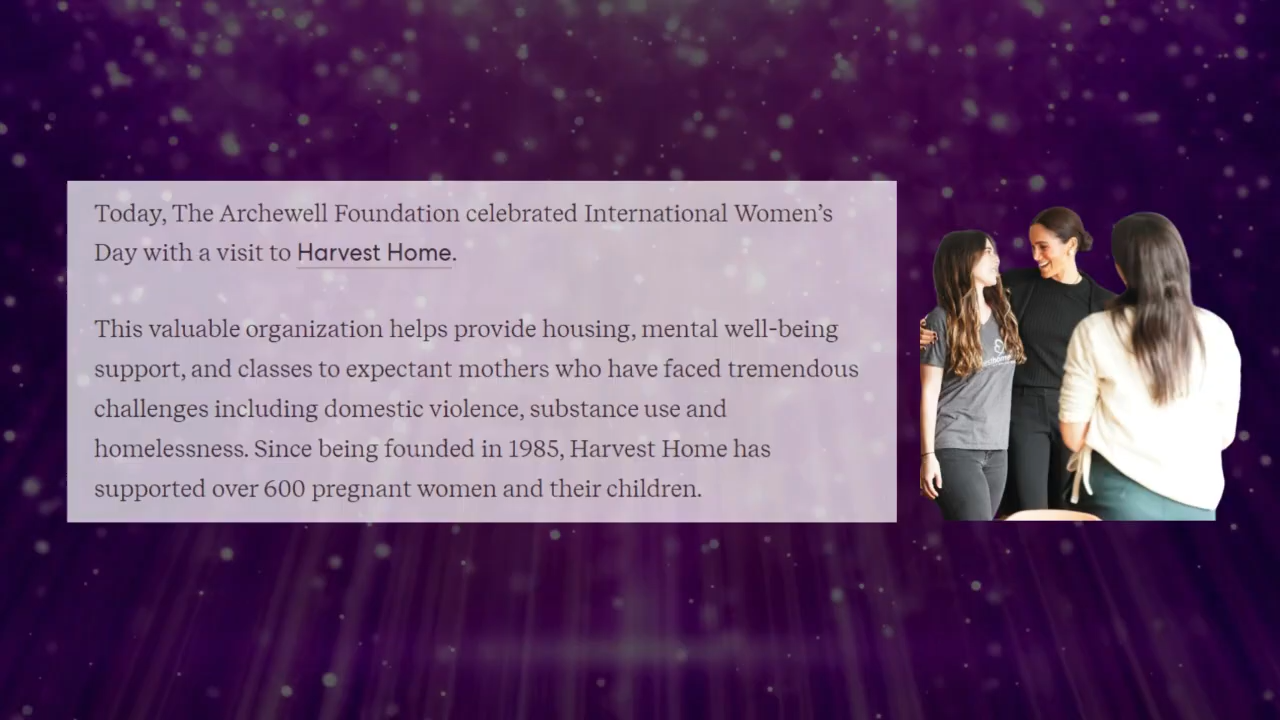 Today, The Archewell Foundation celebrated International Women’s
Day with a visit to Harvest Home.
This valuable organization helps provide housing, mental well-being
support, and classes to expectant mothers who have faced tremendous
challenges including domestic violence, substance use and
homelessness. Since being founded in 1985, Harvest Home has
supported over 600 pregnant women and their children.